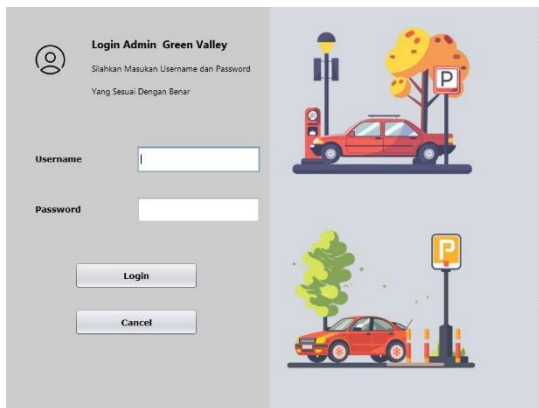 Login Admin Green Valley
Silahkan Masukan Username dan Password
Yang Sesuai Dengan Benar
Username
Password
Login
Cancel
P
P